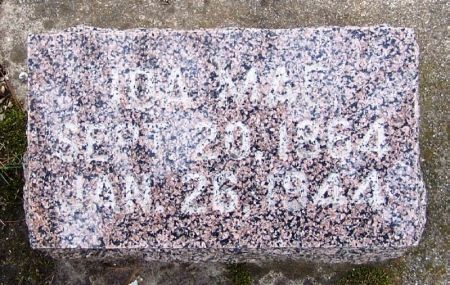 IDA MAE
SEPT 20, 1864
JAN 26, 1944